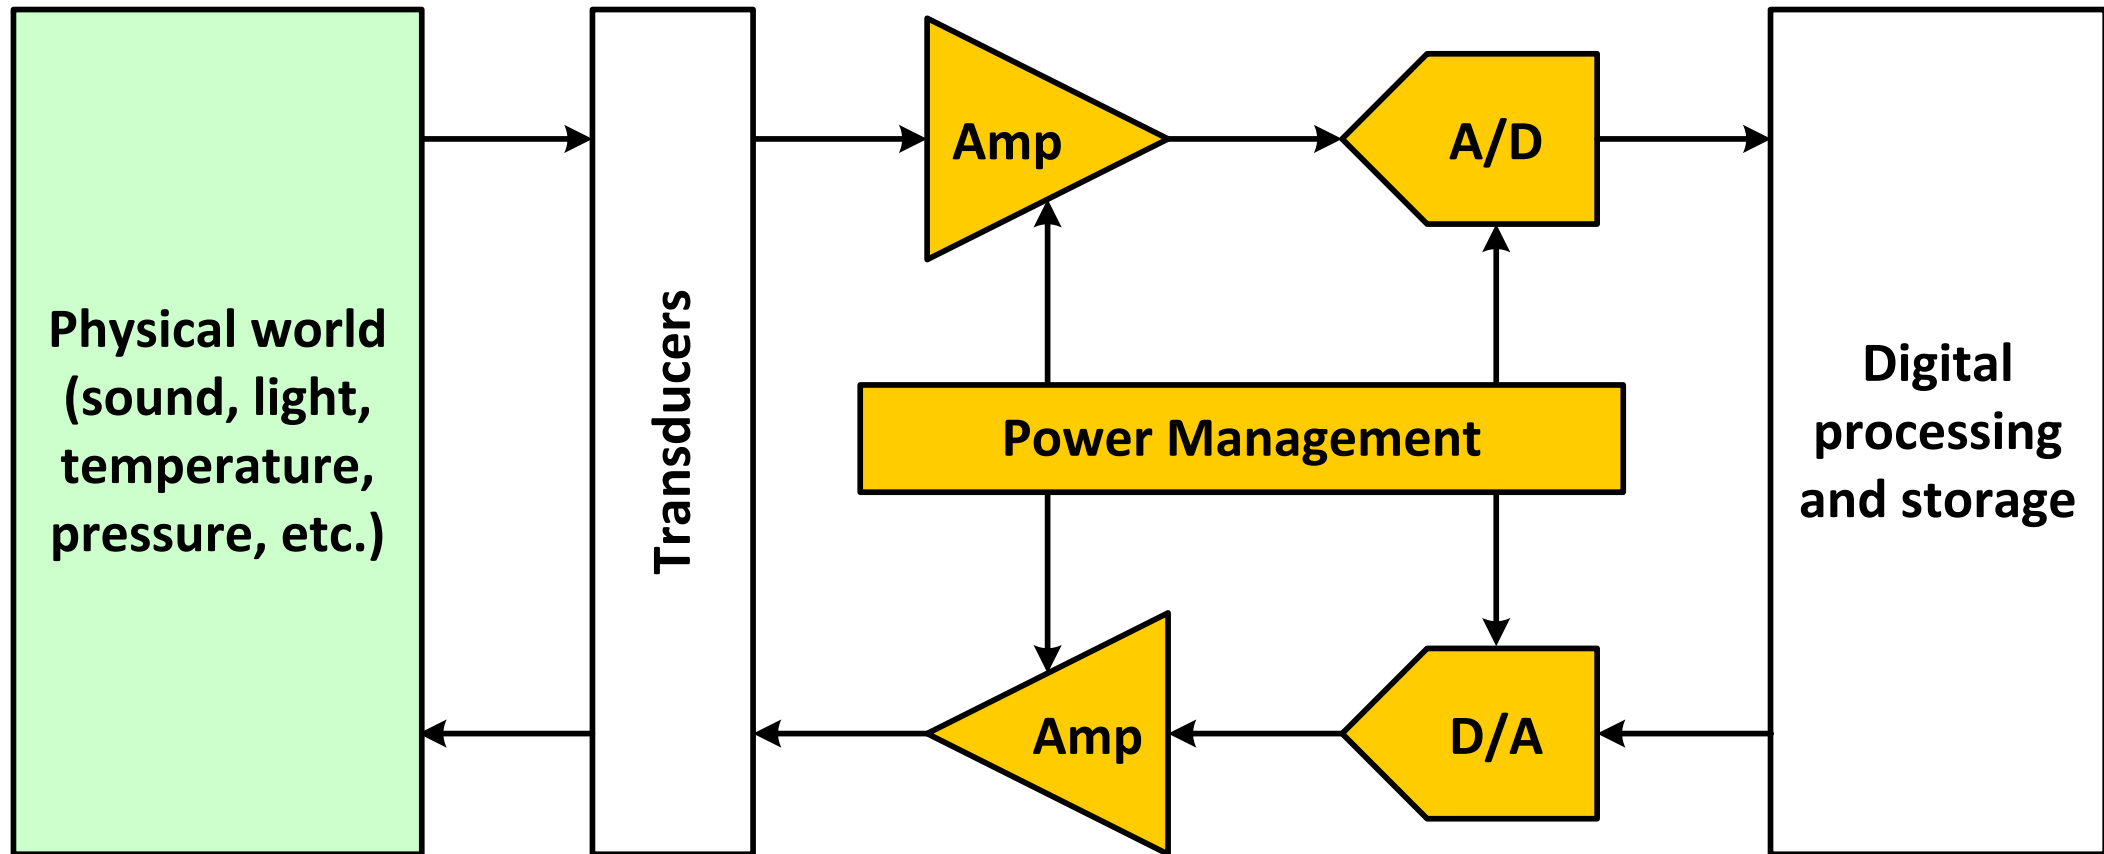 Physical world
(sound, light,
temperature,
pressure, etc.)
Transducers
Amp
A/D
Power Management
Amp
D/A
Digital
processing
and storage